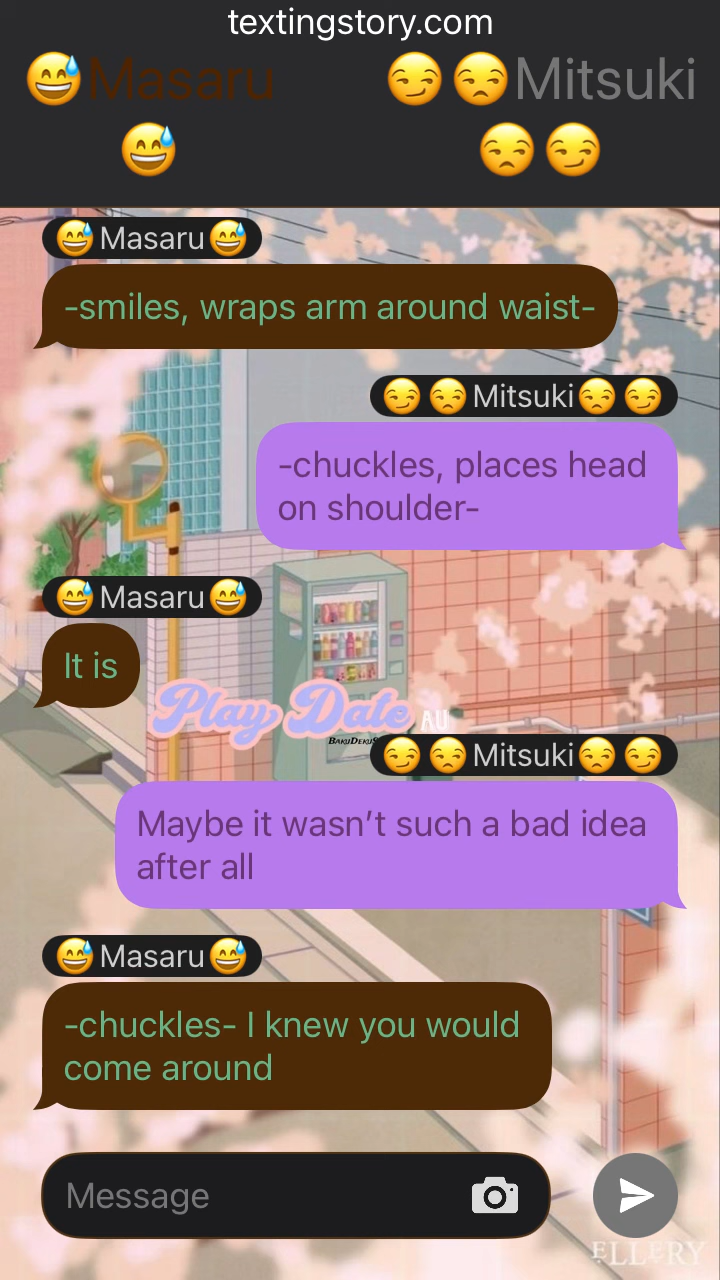 textingstory.com
😅Masaru 😏😒Mitsuki
😅 😒😏
😅Masaru😅
-smiles, wraps arm around waist-
😏😒Mitsuki😒😏
-chuckles, places head
on shoulder-
😅Masaru😅
It is
Play Date AU
😏😒Mitsuki😒😏
Maybe it wasn't such a bad idea
after all
😅Masaru😅
-chuckles- I knew you would
come around
Message
ELLERY